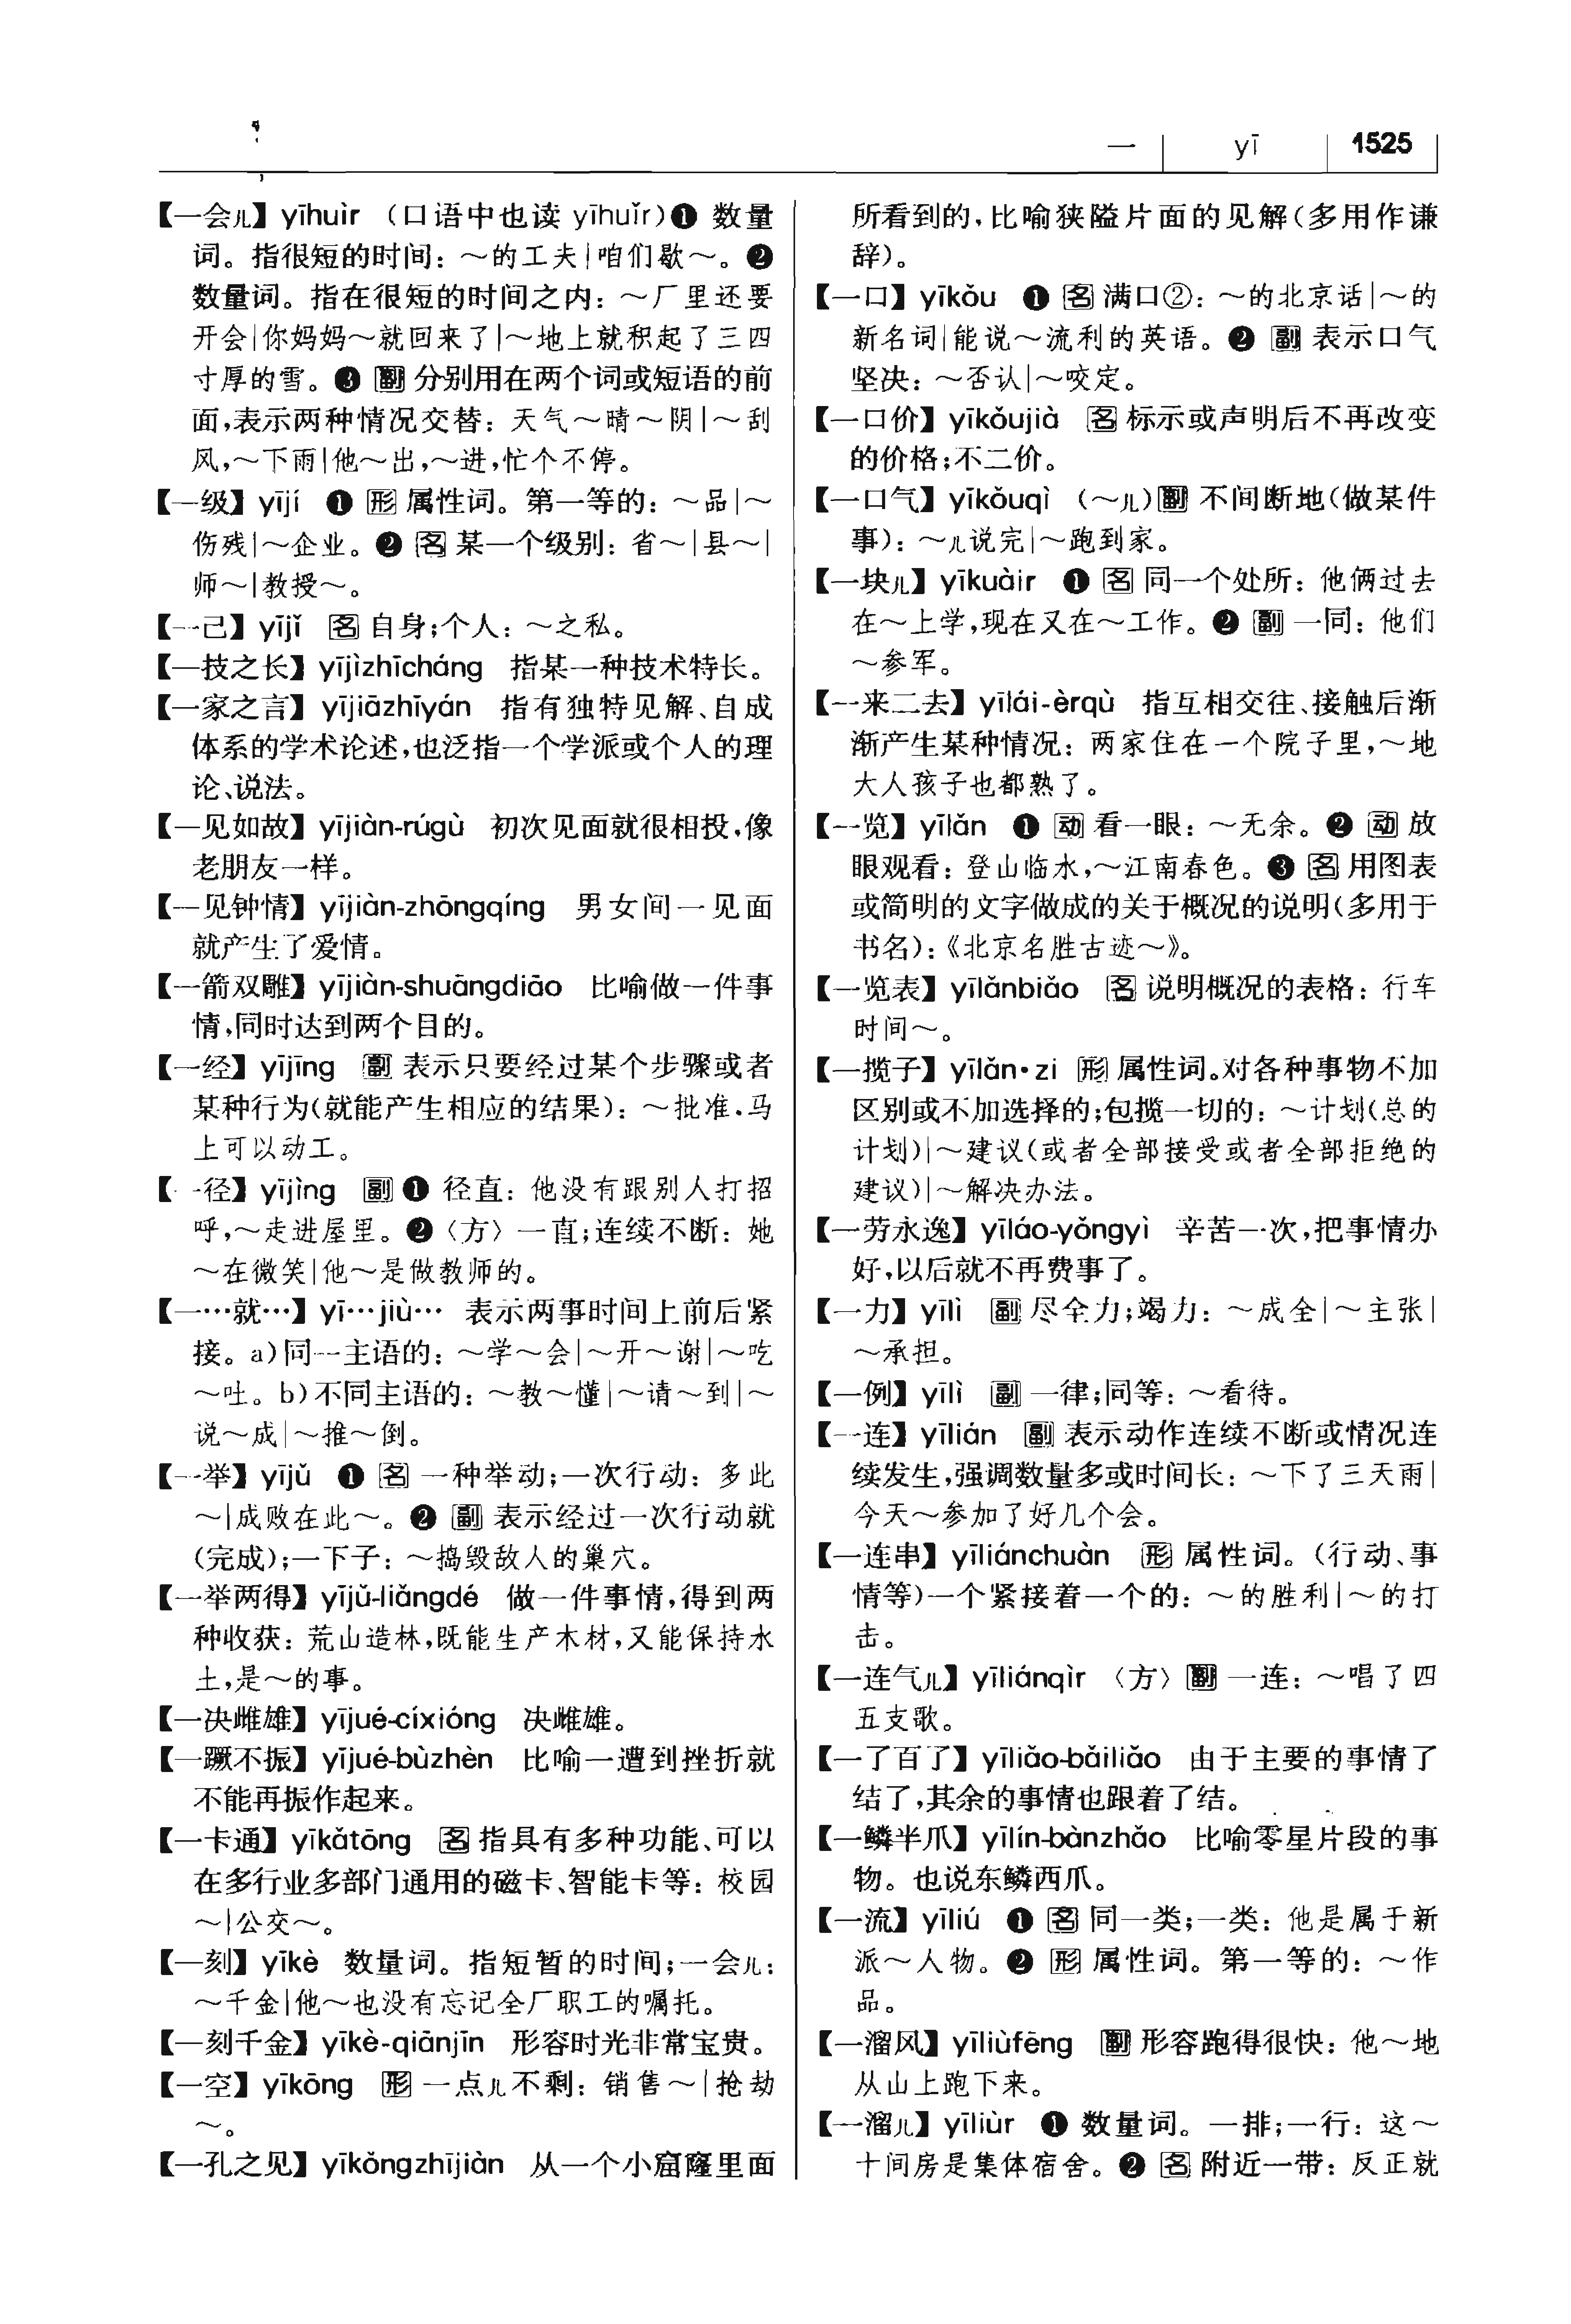 一 yī 1525
【一会儿】yīhuìr （口语中也读 yīhuǐr）❶ 数量
词。指很短的时间：～的工夫|咱们歇～。❷
数量词。指在很短的时间之内：～厂里还要
开会|你妈妈～就回来了|～地上就积起了三四
寸厚的雪。❸ 副 分别用在两个词或短语的前
面,表示两种情况交替：天气～晴～阴|～刮
风,～下雨|他～出,～进,忙个不停。
【一级】yījí ❶ 形 属性词。第一等的：～品|～
伤残|～企业。❷ 名 某一个级别：省～|县～|
师～|教授～。
【一己】yījǐ 名 自身;个人：～之私。
【一技之长】yījìzhīcháng 指某一种技术特长。
【一家之言】yījiāzhīyán 指有独特见解、自成
体系的学术论述,也泛指一个学派或个人的理
论、说法。
【一见如故】yījiàn-rúgù 初次见面就很相投,像
老朋友一样。
【一见钟情】yījiàn-zhōngqíng 男女间一见面
就产生了爱情。
【一箭双雕】yījiàn-shuāngdiāo 比喻做一件事
情,同时达到两个目的。
【一经】yījīng 副 表示只要经过某个步骤或者
某种行为(就能产生相应的结果)：～批准,马
上可以动工。
【一径】yījìng 副 ❶ 径直：他没有跟别人打招
呼,～走进屋里。❷〈方〉一直;连续不断：她
～在微笑|他～是做教师的。
【一…就…】yī…jiù… 表示两事时间上前后紧
接。a)同一主语的：～学～会|～开～谢|～吃
～吐。b)不同主语的：～教～懂|～请～到|～
说～成|～推～倒。
【一举】yījǔ ❶ 名 一种举动;一次行动：多此
～|成败在此～。❷ 副 表示经过一次行动就
(完成);一下子：～捣毁敌人的巢穴。
【一举两得】yījǔ-liǎngdé 做一件事情,得到两
种收获：荒山造林,既能生产木材,又能保持水
土,是～的事。
【一决雌雄】yījué-cíxióng 决雌雄。
【一蹶不振】yījué-bùzhèn 比喻一遭到挫折就
不能再振作起来。
【一卡通】yīkǎtōng 名 指具有多种功能、可以
在多行业多部门通用的磁卡、智能卡等：校园
～|公交～。
【一刻】yīkè 数量词。指短暂的时间;一会儿：
～千金|他～也没有忘记全厂职工的嘱托。
【一刻千金】yīkè-qiānjīn 形容时光非常宝贵。
【一空】yīkōng 形 一点儿不剩：销售～|抢劫
～。
【一孔之见】yīkǒngzhījiàn 从一个小窟窿里面
所看到的,比喻狭隘片面的见解(多用作谦
辞)。
【一口】yīkǒu ❶ 名 满口②：～的北京话|～的
新名词|能说～流利的英语。❷ 副 表示口气
坚决：～否认|～咬定。
【一口价】yīkǒujià 名 标示或声明后不再改变
的价格;不二价。
【一口气】yīkǒuqì （～儿）副 不间断地(做某件
事)：～儿说完|～跑到家。
【一块儿】yīkuàir ❶ 名 同一个处所：他俩过去
在～上学,现在又在～工作。❷ 副 一同：他们
～参军。
【一来二去】yīlái-èrqù 指互相交往、接触后渐
渐产生某种情况：两家住在一个院子里,～地
大人孩子也都熟了。
【一览】yīlǎn ❶ 动 看一眼：～无余。❷ 动 放
眼观看：登山临水,～江南春色。❸ 名 用图表
或简明的文字做成的关于概况的说明(多用于
书名)：《北京名胜古迹～》。
【一览表】yīlǎnbiǎo 名 说明概况的表格：行车
时间～。
【一揽子】yīlǎn·zi 形 属性词。对各种事物不加
区别或不加选择的;包揽一切的：～计划(总的
计划)|～建议(或者全部接受或者全部拒绝的
建议)|～解决办法。
【一劳永逸】yīláo-yǒngyì 辛苦一次,把事情办
好,以后就不再费事了。
【一力】yīlì 副 尽全力;竭力：～成全|～主张|
～承担。
【一例】yīlì 副 一律;同等：～看待。
【一连】yīlián 副 表示动作连续不断或情况连
续发生,强调数量多或时间长：～下了三天雨|
今天～参加了好几个会。
【一连串】yīliánchuàn 形 属性词。(行动、事
情等)一个紧接着一个的：～的胜利|～的打
击。
【一连气儿】yīliánqìr 〈方〉副 一连：～唱了四
五支歌。
【一了百了】yīliǎo-bǎiliǎo 由于主要的事情了
结了,其余的事情也跟着了结。
【一鳞半爪】yīlín-bànzhǎo 比喻零星片段的事
物。也说东鳞西爪。
【一流】yīliú ❶ 名 同一类;一类：他是属于新
派～人物。❷ 形 属性词。第一等的：～作
品。
【一溜风】yīliùfēng 副 形容跑得很快：他～地
从山上跑下来。
【一溜儿】yīliùr ❶ 数量词。一排;一行：这～
十间房是集体宿舍。❷ 名 附近一带：反正就